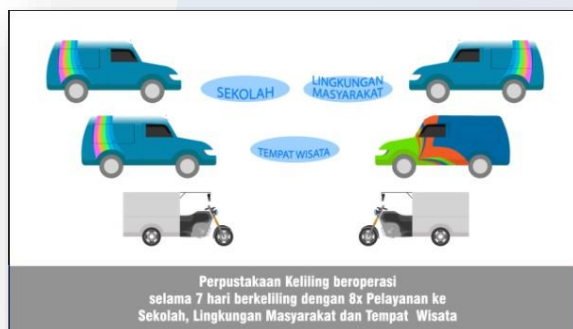 SEKOLAH
LINGKUNGAN
MASYARAKAT
TEMPAT WISATA
Perpustakaan Keliling beroperasi
selama 7 hari berkeliling dengan 8x Pelayanan ke
Sekolah, Lingkungan Masyarakat dan Tempat Wisata